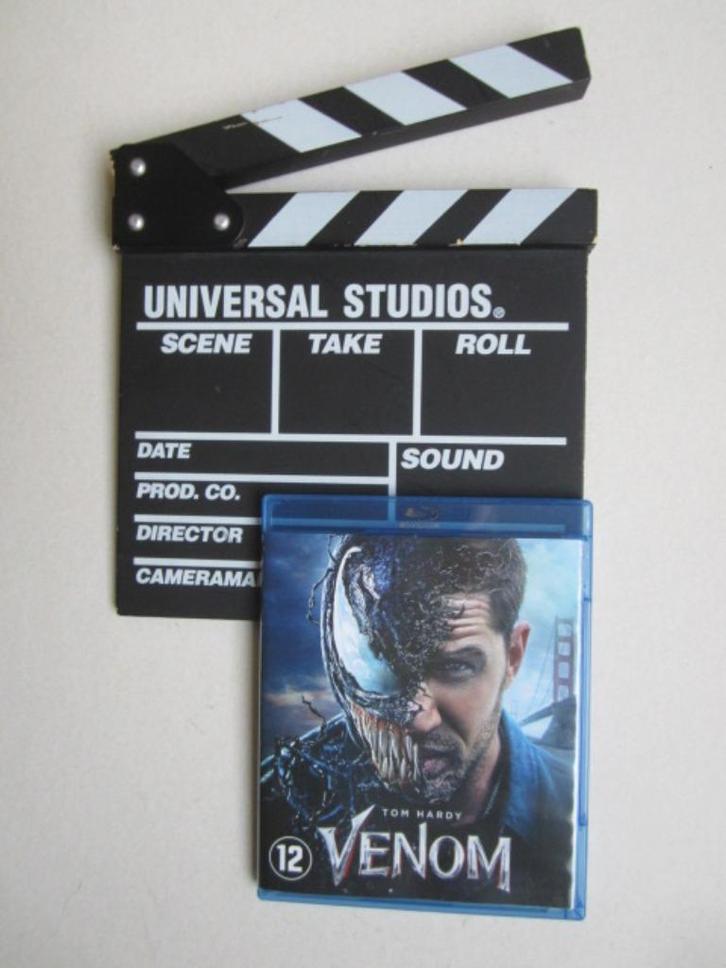 UNIVERSAL STUDIOS®
SCENE TAKE ROLL
DATE SOUND
PROD. CO.
DIRECTOR
CAMERAMA
TOM HARDY
VENOM
12